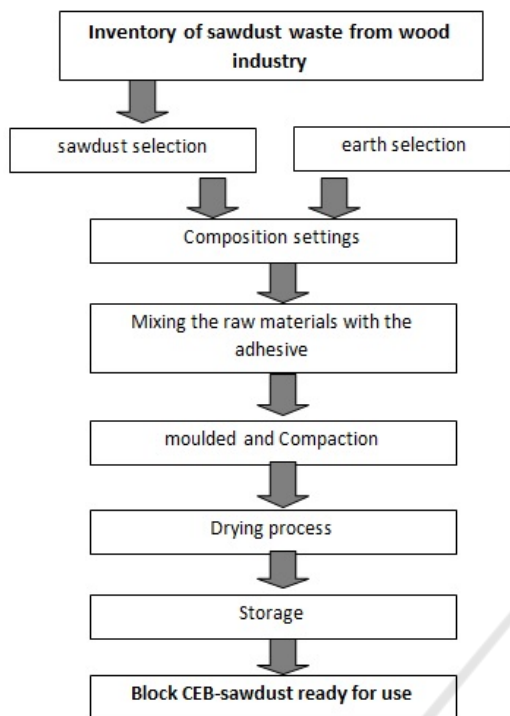 Inventory of sawdust waste from wood
industry
sawdust selection
earth selection
Composition settings
Mixing the raw materials with the
adhesive
moulded and Compaction
Drying process
Storage
Block CEB-sawdust ready for use